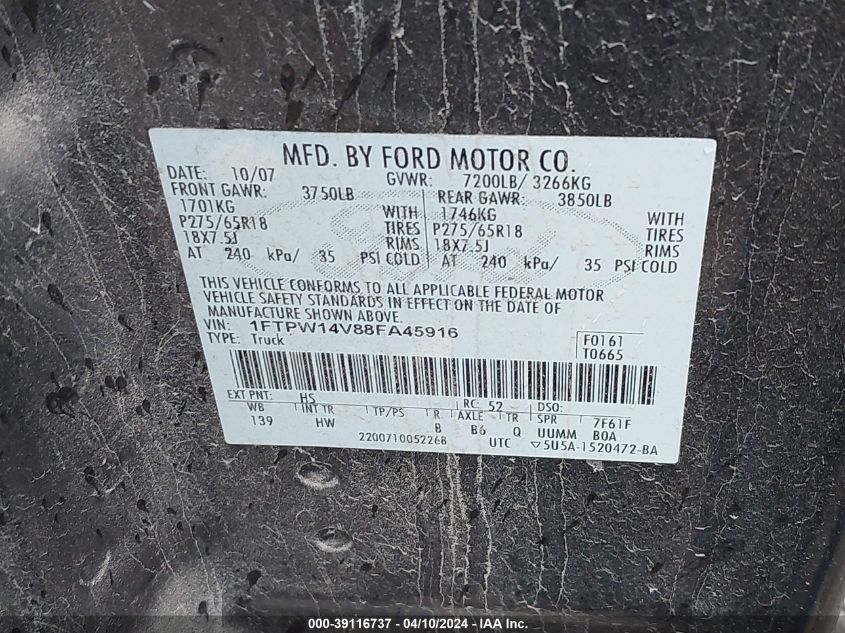 MFD. BY FORD MOTOR CO.
DATE: 10/07 GVWR: 7200LB/ 3266KG
FRONT GAWR: 3750LB REAR GAWR: 3850LB
1701KG WITH 1746KG WITH
P275/65R18 TIRES P275/65R18 TIRES
18X7.5J RIMS 18X7.5J RIMS
AT 240 kPa/ 35 PSI COLD AT 240 kPa/ 35 PSI COLD
THIS VEHICLE CONFORMS TO ALL APPLICABLE FEDERAL MOTOR
VEHICLE SAFETY STANDARDS IN EFFECT ON THE DATE OF
MANUFACTURE SHOWN ABOVE.
VIN: 1FTPW14V88FA45916 F0161
TYPE: Truck T0665
EXT PNT: HS RC: 52 DSO:
WB INT TR TP/PS R AXLE TR SPR 7F61F
139 HW B B6 Q UUMM BOA
2200710052268 UTC ▽5U5A-1520472-BA
000-39116737 - 04/10/2024 - IAA Inc.